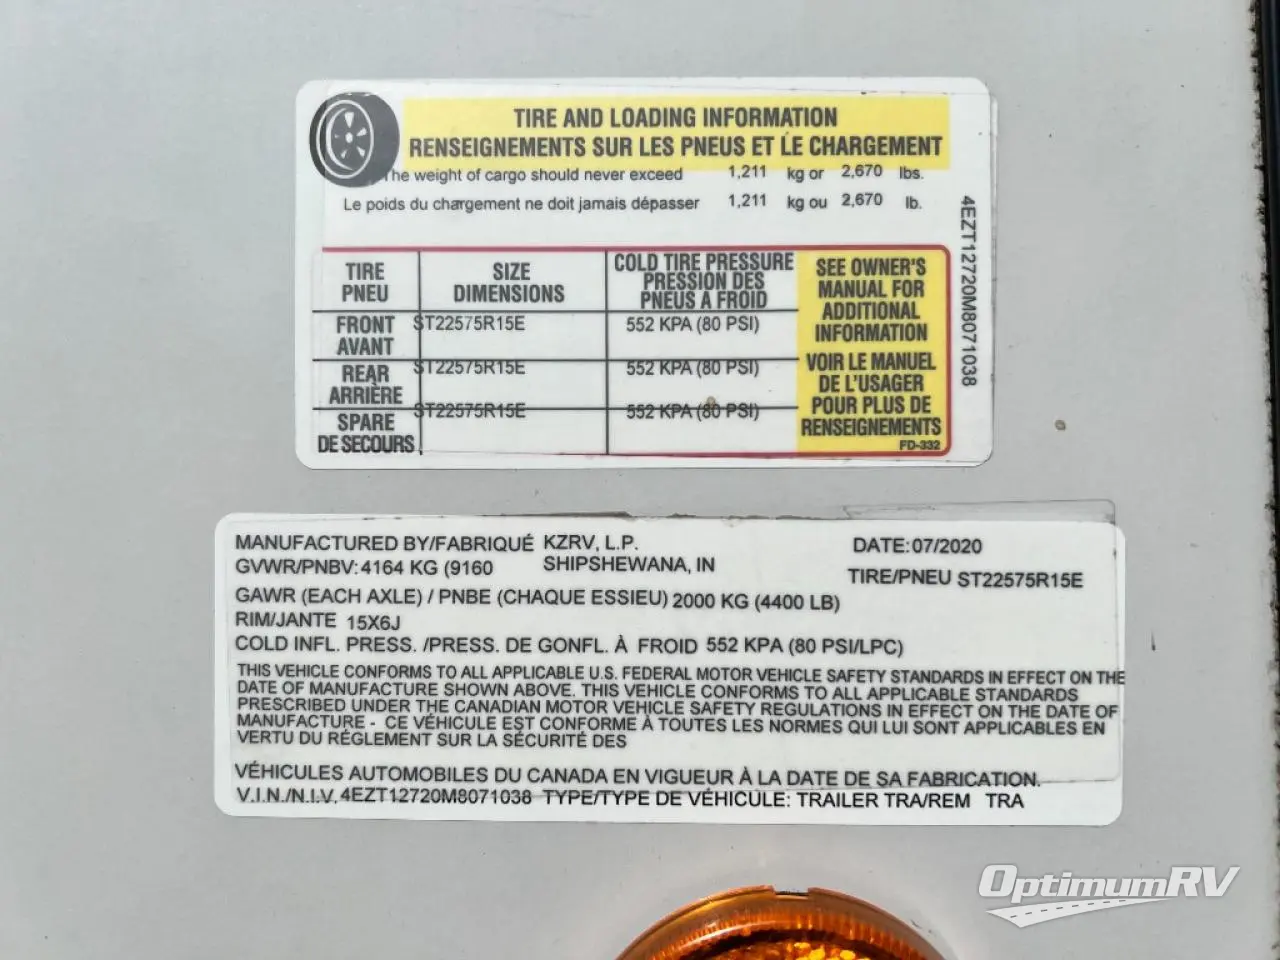 TIRE AND LOADING INFORMATION
RENSEIGNEMENTS SUR LES PNEUS ET LE CHARGEMENT
The weight of cargo should never exceed 1,211 kg or 2,670 lbs.
Le poids du chargement ne doit jamais dépasser 1,211 kg ou 2,670 lb.
TIRE
PNEU
SIZE
DIMENSIONS
COLD TIRE PRESSURE
PRESSION DES
PNEUS A FROID
FRONT
AVANT
ST22575R15E
552 KPA (80 PSI)
REAR
ARRIÈRE
ST22575R15E
552 KPA (80 PSI)
SPARE
DE SECOURS
ST22575R15E
552 KPA (80 PSI)
SEE OWNER'S
MANUAL FOR
ADDITIONAL
INFORMATION
VOIR LE MANUEL
DE L'USAGER
POUR PLUS DE
RENSEIGNEMENTS
FD-332
4EZT12720M8071038
MANUFACTURED BY/FABRIQUÉ KZRV, L.P. DATE:07/2020
GVWR/PNBV: 4164 KG (9160 SHIPSHEWANA, IN TIRE/PNEU ST22575R15E
GAWR (EACH AXLE) / PNBE (CHAQUE ESSIEU) 2000 KG (4400 LB)
RIM/JANTE 15X6J
COLD INFL. PRESS. /PRESS. DE GONFL. À FROID 552 KPA (80 PSI/LPC)
THIS VEHICLE CONFORMS TO ALL APPLICABLE U.S. FEDERAL MOTOR VEHICLE SAFETY STANDARDS IN EFFECT ON THE
DATE OF MANUFACTURE SHOWN ABOVE. THIS VEHICLE CONFORMS TO ALL APPLICABLE STANDARDS
PRESCRIBED UNDER THE CANADIAN MOTOR VEHICLE SAFETY REGULATIONS IN EFFECT ON THE DATE OF
MANUFACTURE - CE VÉHICULE EST CONFORME À TOUTES LES NORMES QUI LUI SONT APPLICABLES EN
VERTU DU RÉGLEMENT SUR LA SÉCURITÉ DES
VÉHICULES AUTOMOBILES DU CANADA EN VIGUEUR À LA DATE DE SA FABRICATION.
V.I.N./N.I.V. 4EZT12720M8071038 TYPE/TYPE DE VÉHICULE: TRAILER TRA/REM TRA
OptimumRV